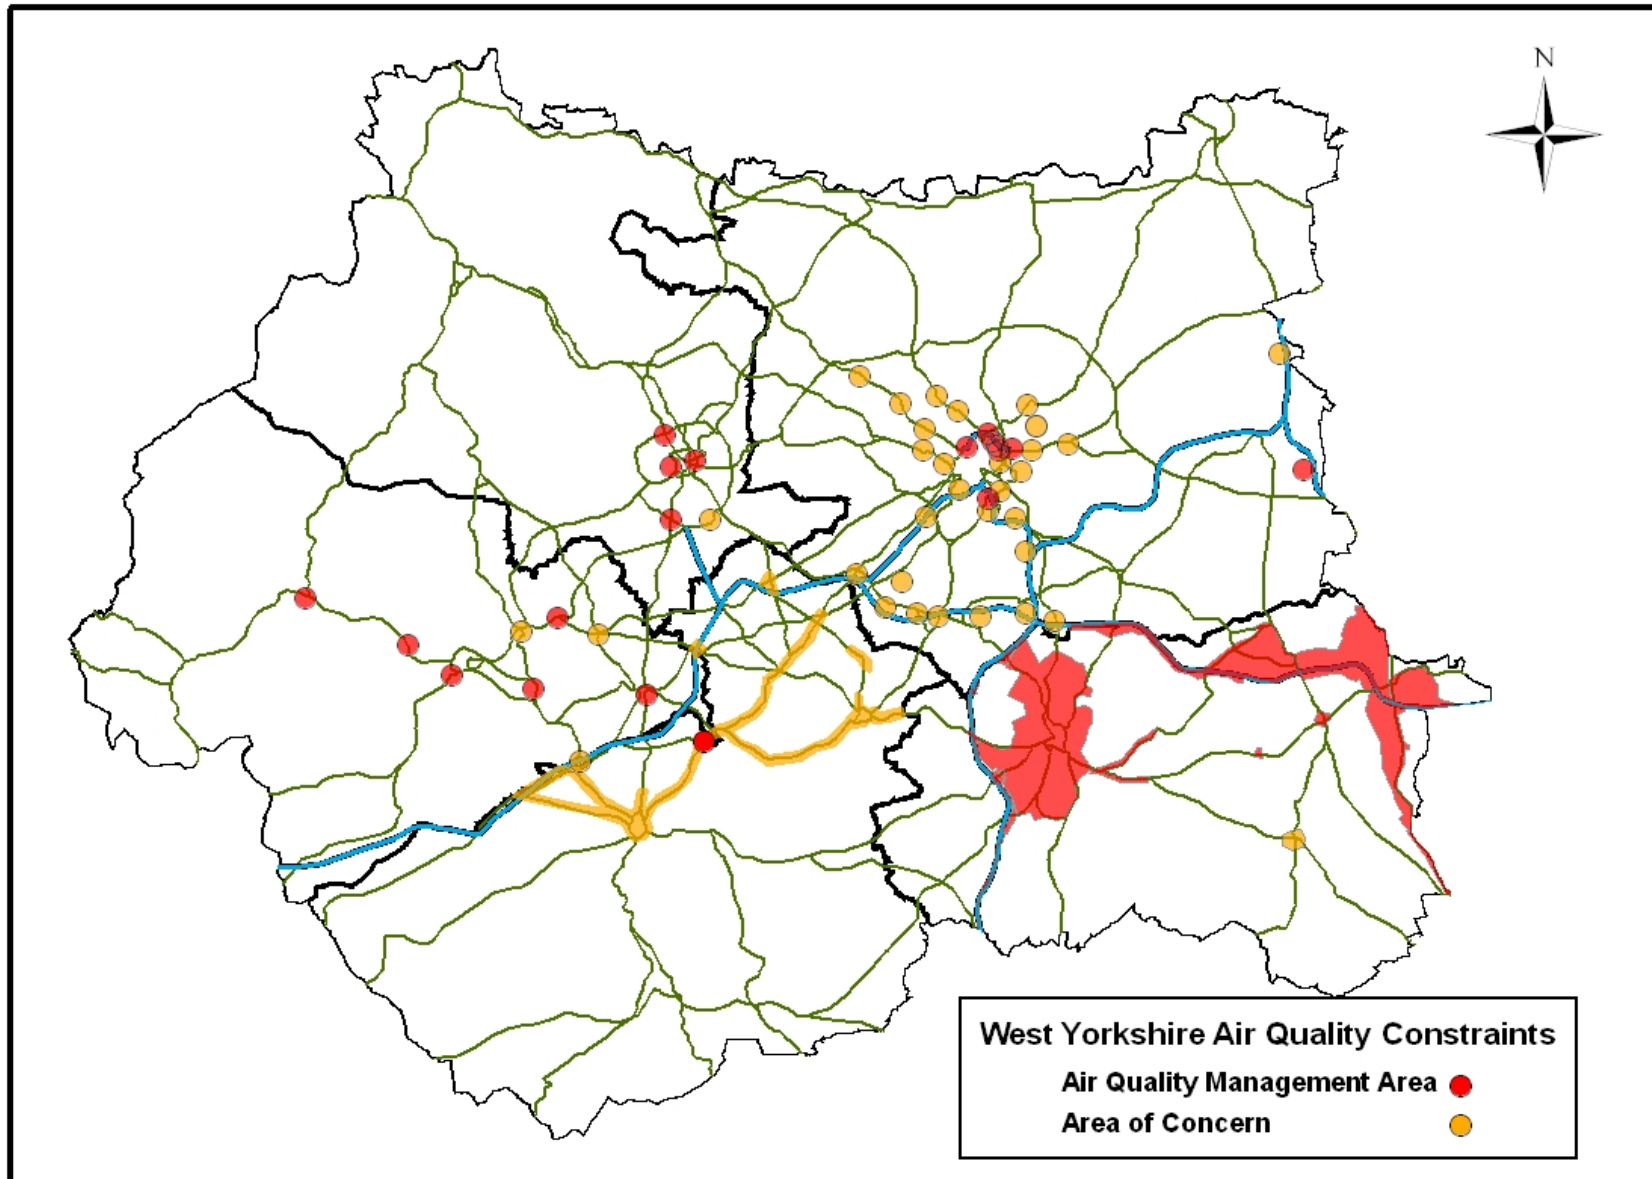 N
West Yorkshire Air Quality Constraints
Air Quality Management Area
Area of Concern